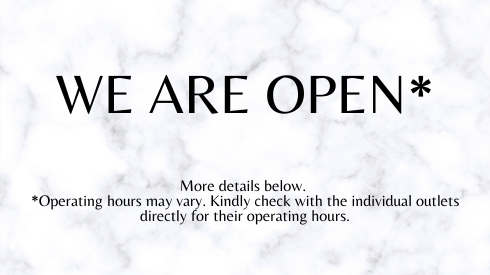 WE ARE OPEN*
More details below.
*Operating hours may vary. Kindly check with the individual outlets
directly for their operating hours.